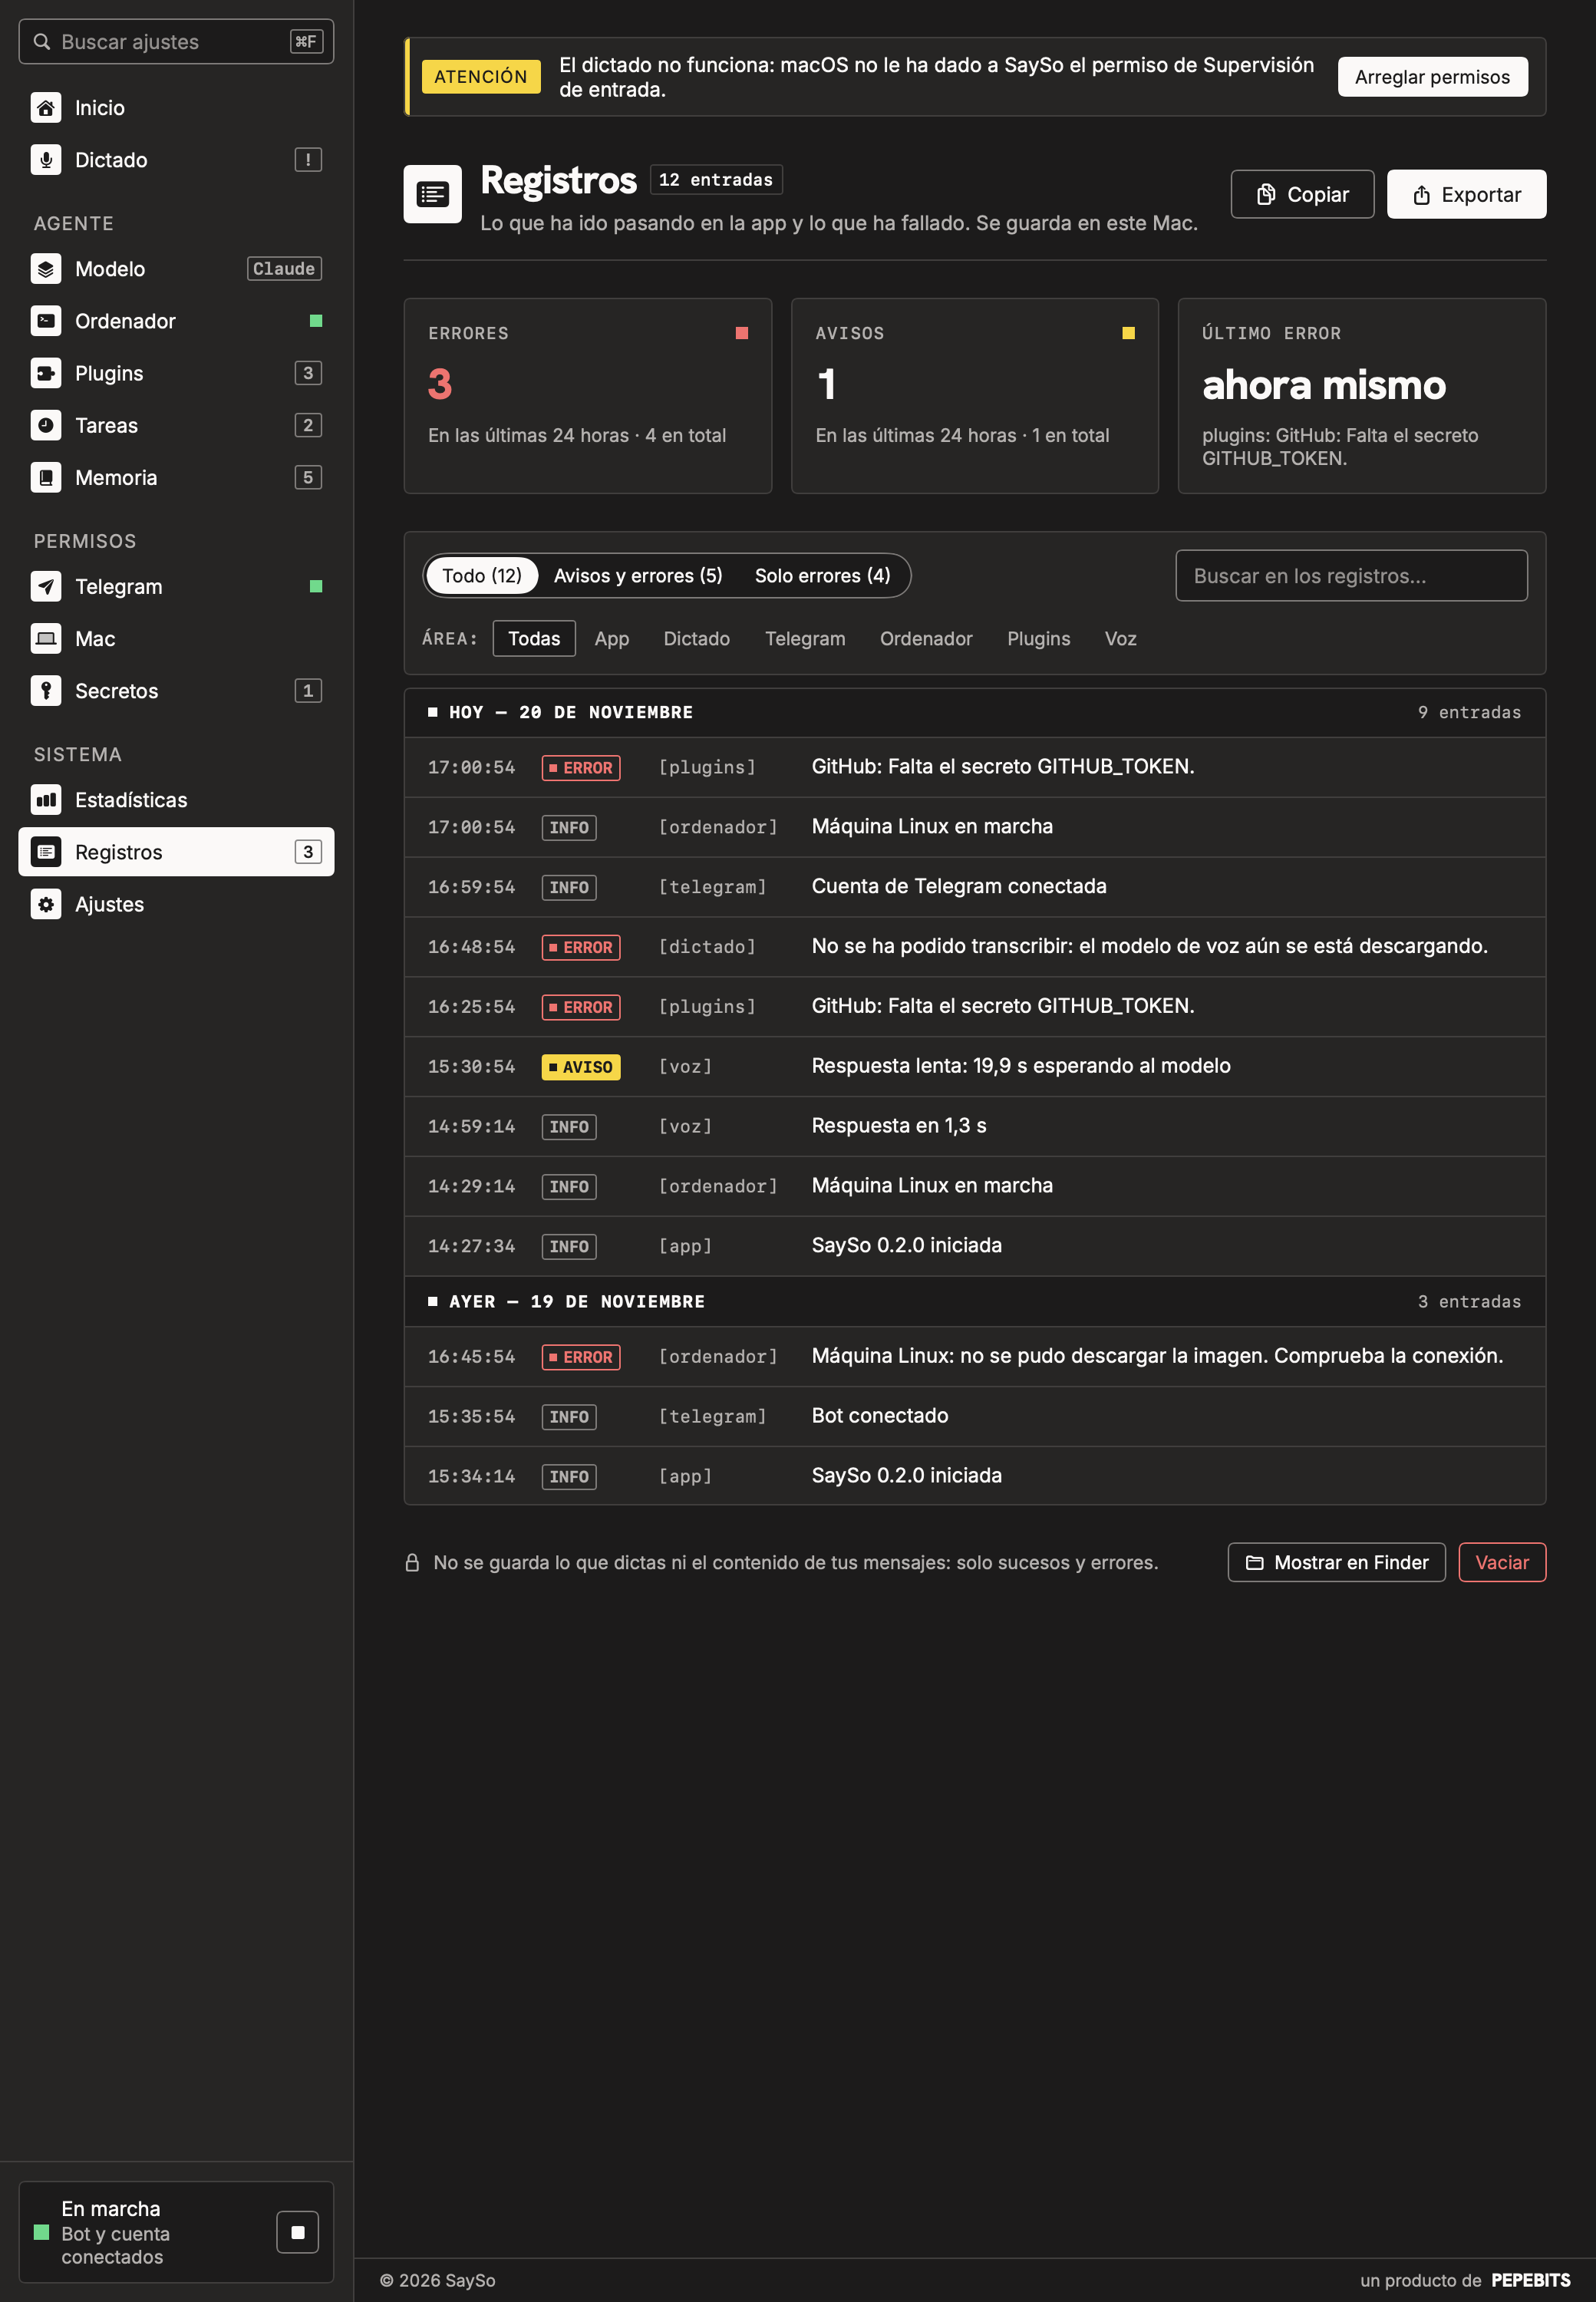 Buscar ajustes ⌘F
Inicio
Dictado !
AGENTE
Modelo Claude
Ordenador
Plugins 3
Tareas 2
Memoria 5
PERMISOS
Telegram
Mac
Secretos 1
SISTEMA
Estadísticas
Registros 3
Ajustes
En marcha
Bot y cuenta
conectados
ATENCIÓN
El dictado no funciona: macOS no le ha dado a SaySo el permiso de Supervisión
de entrada.
Arreglar permisos
Registros 12 entradas
Lo que ha ido pasando en la app y lo que ha fallado. Se guarda en este Mac.
Copiar
Exportar
ERRORES
3
En las últimas 24 horas · 4 en total
AVISOS
1
En las últimas 24 horas · 1 en total
ÚLTIMO ERROR
ahora mismo
plugins: GitHub: Falta el secreto
GITHUB_TOKEN.
Todo (12) Avisos y errores (5) Solo errores (4)
Buscar en los registros...
ÁREA: Todas App Dictado Telegram Ordenador Plugins Voz
HOY — 20 DE NOVIEMBRE 9 entradas
17:00:54 ERROR [plugins] GitHub: Falta el secreto GITHUB_TOKEN.
17:00:54 INFO [ordenador] Máquina Linux en marcha
16:59:54 INFO [telegram] Cuenta de Telegram conectada
16:48:54 ERROR [dictado] No se ha podido transcribir: el modelo de voz aún se está descargando.
16:25:54 ERROR [plugins] GitHub: Falta el secreto GITHUB_TOKEN.
15:30:54 AVISO [voz] Respuesta lenta: 19,9 s esperando al modelo
14:59:14 INFO [voz] Respuesta en 1,3 s
14:29:14 INFO [ordenador] Máquina Linux en marcha
14:27:34 INFO [app] SaySo 0.2.0 iniciada
AYER — 19 DE NOVIEMBRE 3 entradas
16:45:54 ERROR [ordenador] Máquina Linux: no se pudo descargar la imagen. Comprueba la conexión.
15:35:54 INFO [telegram] Bot conectado
15:34:14 INFO [app] SaySo 0.2.0 iniciada
No se guarda lo que dictas ni el contenido de tus mensajes: solo sucesos y errores.
Mostrar en Finder
Vaciar
© 2026 SaySo
un producto de PEPEBITS